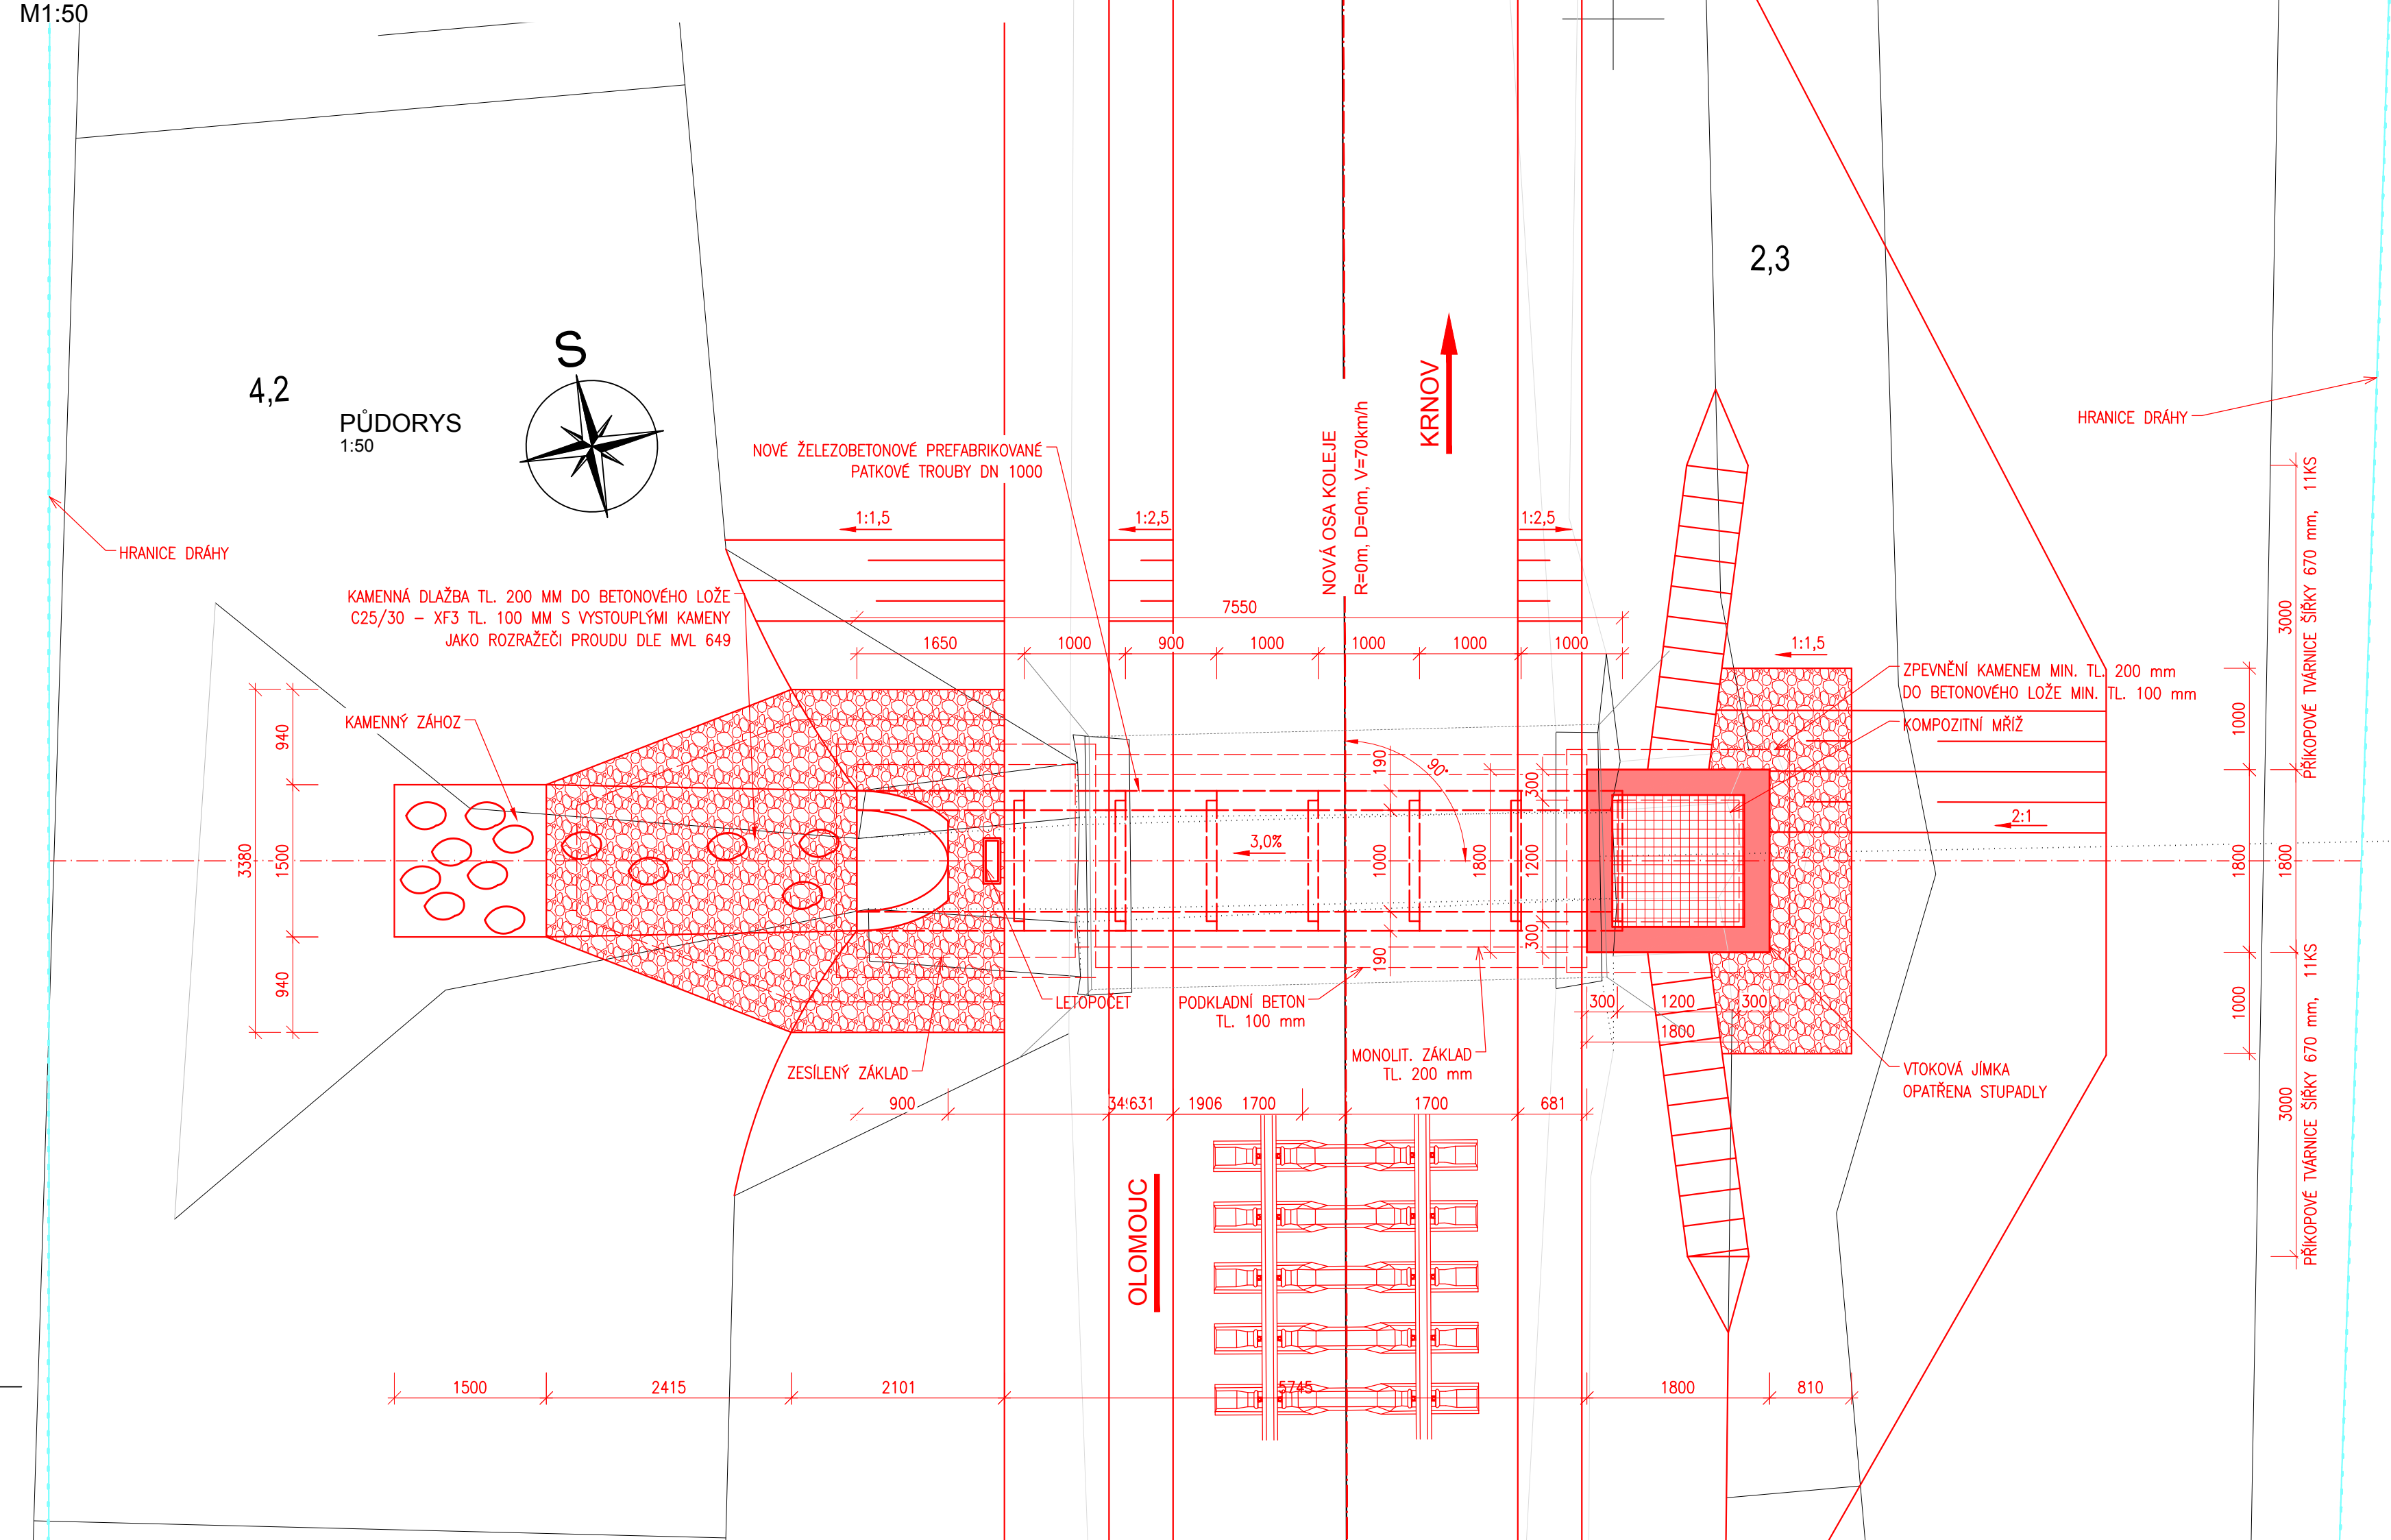 M1:50
2,3
S
4,2
PŮDORYS
1:50
KRNOV
NOVÁ OSA KOLEJE
R=0m, D=0m, V=70km/h
HRANICE DRÁHY
NOVÉ ŽELEZOBETONOVÉ PREFABRIKOVANÉ
PATKOVÉ TROUBY DN 1000
1:1,5
1:2,5
1:2,5
HRANICE DRÁHY
KAMENNÁ DLAŽBA TL. 200 MM DO BETONOVÉHO LOŽE
C25/30 – XF3 TL. 100 MM S VYSTOUPLÝMI KAMENY
JAKO ROZRAŽEČI PROUDU DLE MVL 649
7550
1650
1000
900
1000
1000
1000
1000
1:1,5
ZPEVNĚNÍ KAMENEM MIN. TL. 200 mm
DO BETONOVÉHO LOŽE MIN. TL. 100 mm
KOMPOZITNÍ MŘÍŽ
3000
PŘÍKOPOVÉ TVÁRNICE ŠÍŘKY 670 mm, 11KS
KAMENNÝ ZÁHOZ
940
3380
1500
940
190
90°
300
3,0%
1000
1800
1200
190
300
2:1
1000
1800
1800
1000
LETOPOČET
PODKLADNÍ BETON
TL. 100 mm
300
1200
300
1800
ZESÍLENÝ ZÁKLAD
MONOLIT. ZÁKLAD
TL. 200 mm
VTOKOVÁ JÍMKA
OPATŘENA STUPADLY
3000
PŘÍKOPOVÉ TVÁRNICE ŠÍŘKY 670 mm, 11KS
900
631
1906
1700
1700
681
OLOMOUC
1500
2415
2101
5745
1800
810